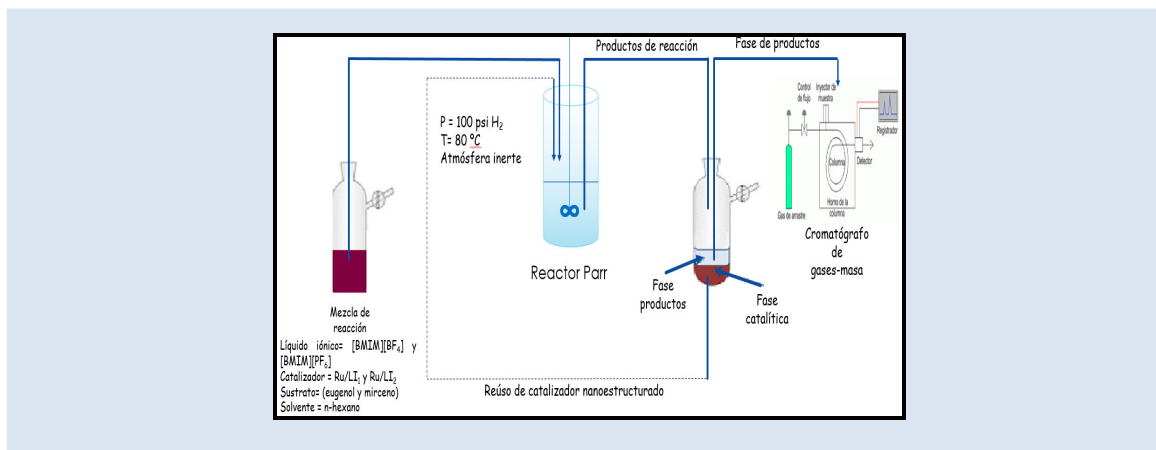 Productos de reacción
Fase de productos
P = 100 psi H₂
T= 80 ºC
Atmósfera inerte
Control
de flujo
Inyector de
muestra
Registrador
Columna
Detector
Horno de la
columna
Gas de arrastre
Cromatógrafo
de
gases-masa
Reactor Parr
Fase
productos
Fase
catalítica
Mezcla de
reacción
Líquido iónico= [BMIM][BF₄] y
[BMIM][PF₆]
Catalizador = Ru/LI₁ y Ru/LI₂
Sustrato= (eugenol y mirceno)
Solvente = n-hexano
Reúso de catalizador nanoestructurado